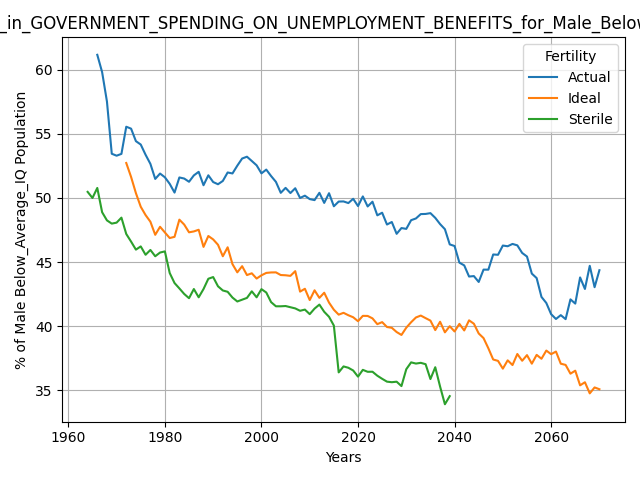 _in_GOVERNMENT_SPENDING_ON_UNEMPLOYMENT_BENEFITS_for_Male_Below
Fertility
Actual
Ideal
Sterile
% of Male Below_Average_IQ Population
60
55
50
45
40
35
1960
1980
2000
2020
2040
2060
Years